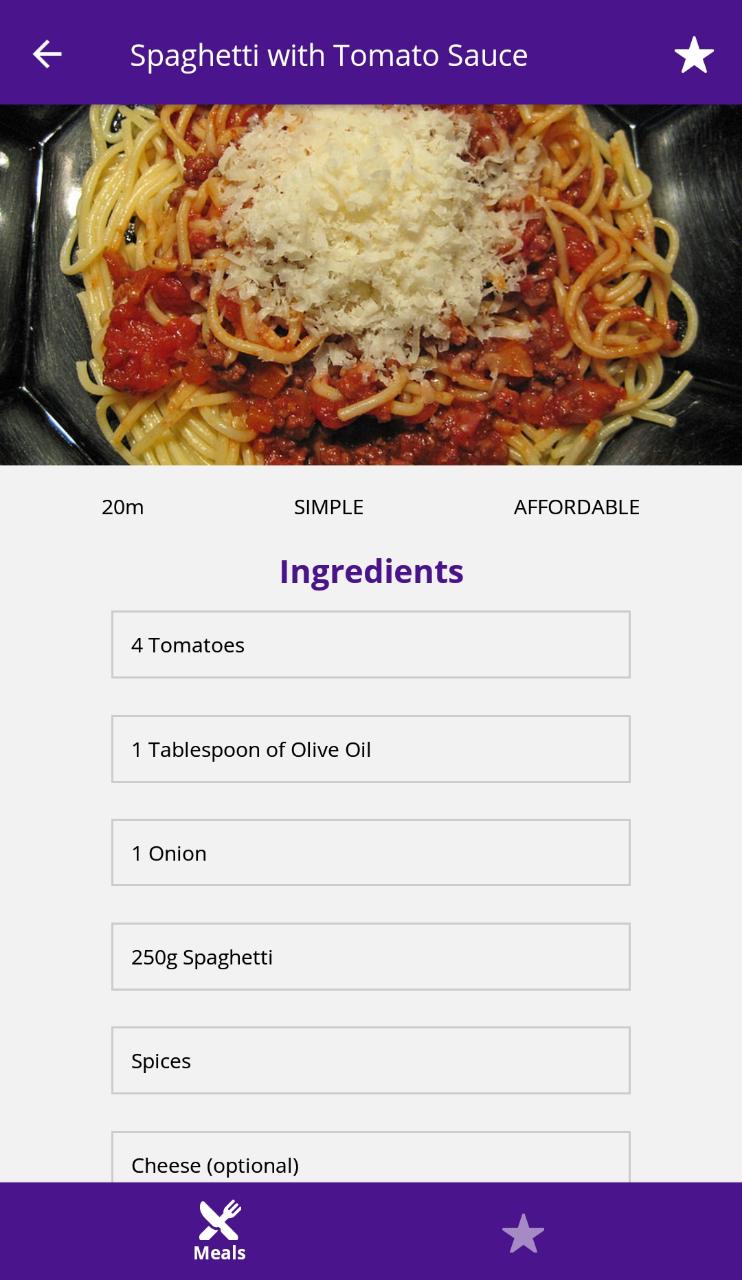 Spaghetti with Tomato Sauce
20m SIMPLE AFFORDABLE
Ingredients
4 Tomatoes
1 Tablespoon of Olive Oil
1 Onion
250g Spaghetti
Spices
Cheese (optional)
Meals